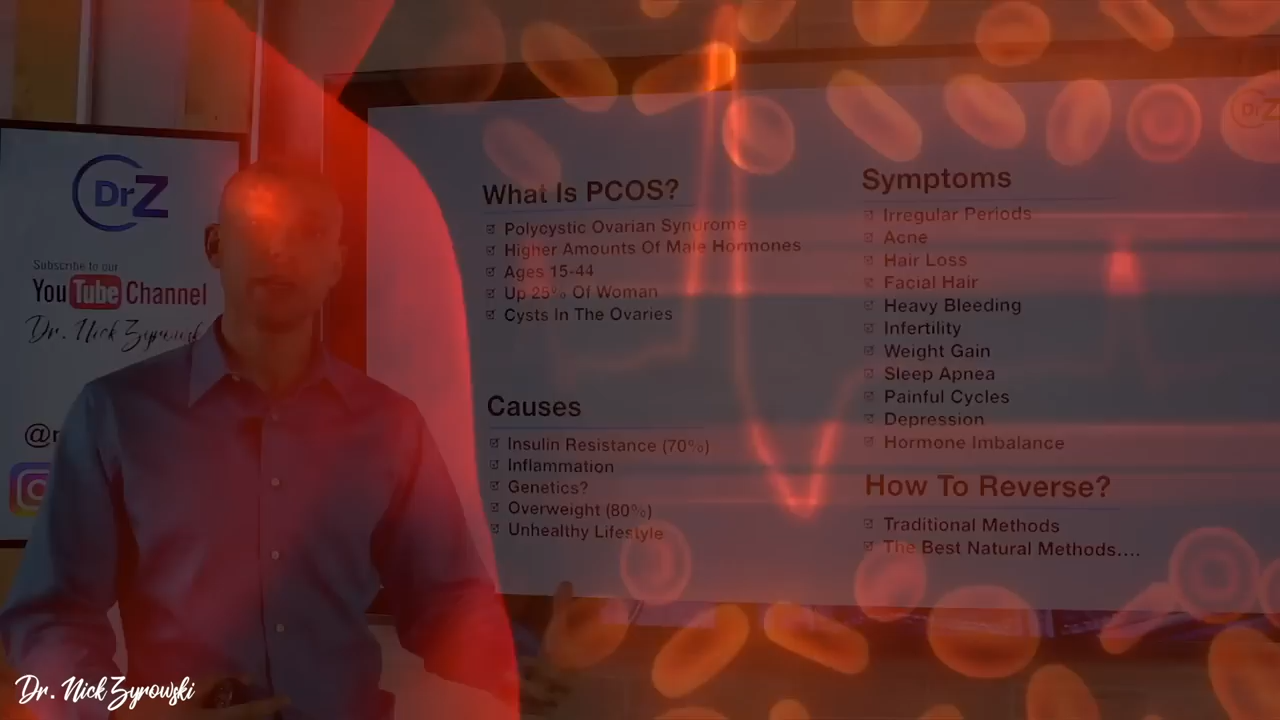 DrZ
Subscribe to our
YouTube Channel
Dr. Nick Zyrowski
@
What Is PCOS?
Polycystic Ovarian Syndrome
Higher Amounts Of Male Hormones
Ages 15-44
Up 25% Of Woman
Cysts In The Ovaries
Causes
Insulin Resistance (70%)
Inflammation
Genetics?
Overweight (80%)
Unhealthy Lifestyle
Symptoms
Irregular Periods
Acne
Hair Loss
Facial Hair
Heavy Bleeding
Infertility
Weight Gain
Sleep Apnea
Painful Cycles
Depression
Hormone Imbalance
How To Reverse?
Traditional Methods
The Best Natural Methods....
DrZ
Dr. Nick Zyrowski